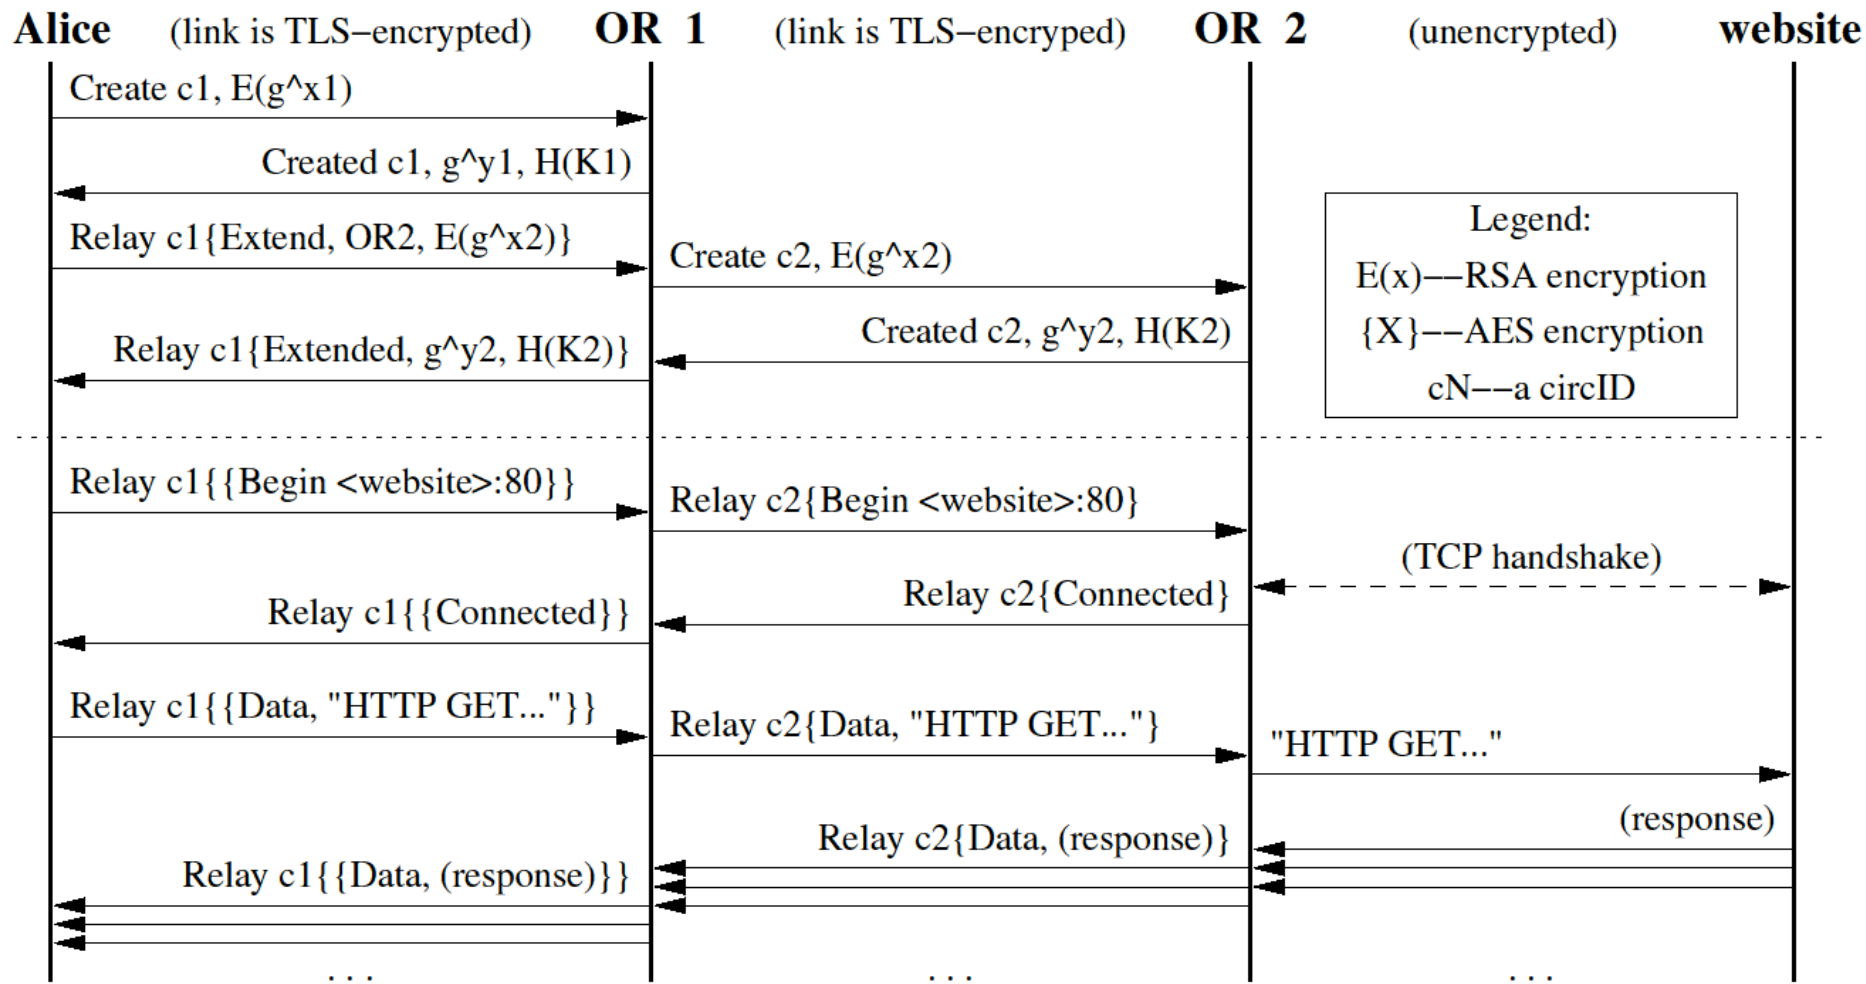 Alice (link is TLS−encrypted) OR 1 (link is TLS−encryped) OR 2 (unencrypted) website
Create c1, E(g^x1)
Created c1, g^y1, H(K1)
Relay c1{Extend, OR2, E(g^x2)}
Create c2, E(g^x2)
Created c2, g^y2, H(K2)
Relay c1{Extended, g^y2, H(K2)}
Legend:
E(x)−−RSA encryption
{X}−−AES encryption
cN−−a circID
Relay c1{{Begin <website>:80}}
Relay c2{Begin <website>:80}
(TCP handshake)
Relay c2{Connected}
Relay c1{{Connected}}
Relay c1{{Data, "HTTP GET..."}}
Relay c2{Data, "HTTP GET..."}
"HTTP GET..."
(response)
Relay c2{Data, (response)}
Relay c1{{Data, (response)}}
. . . . . . . . .